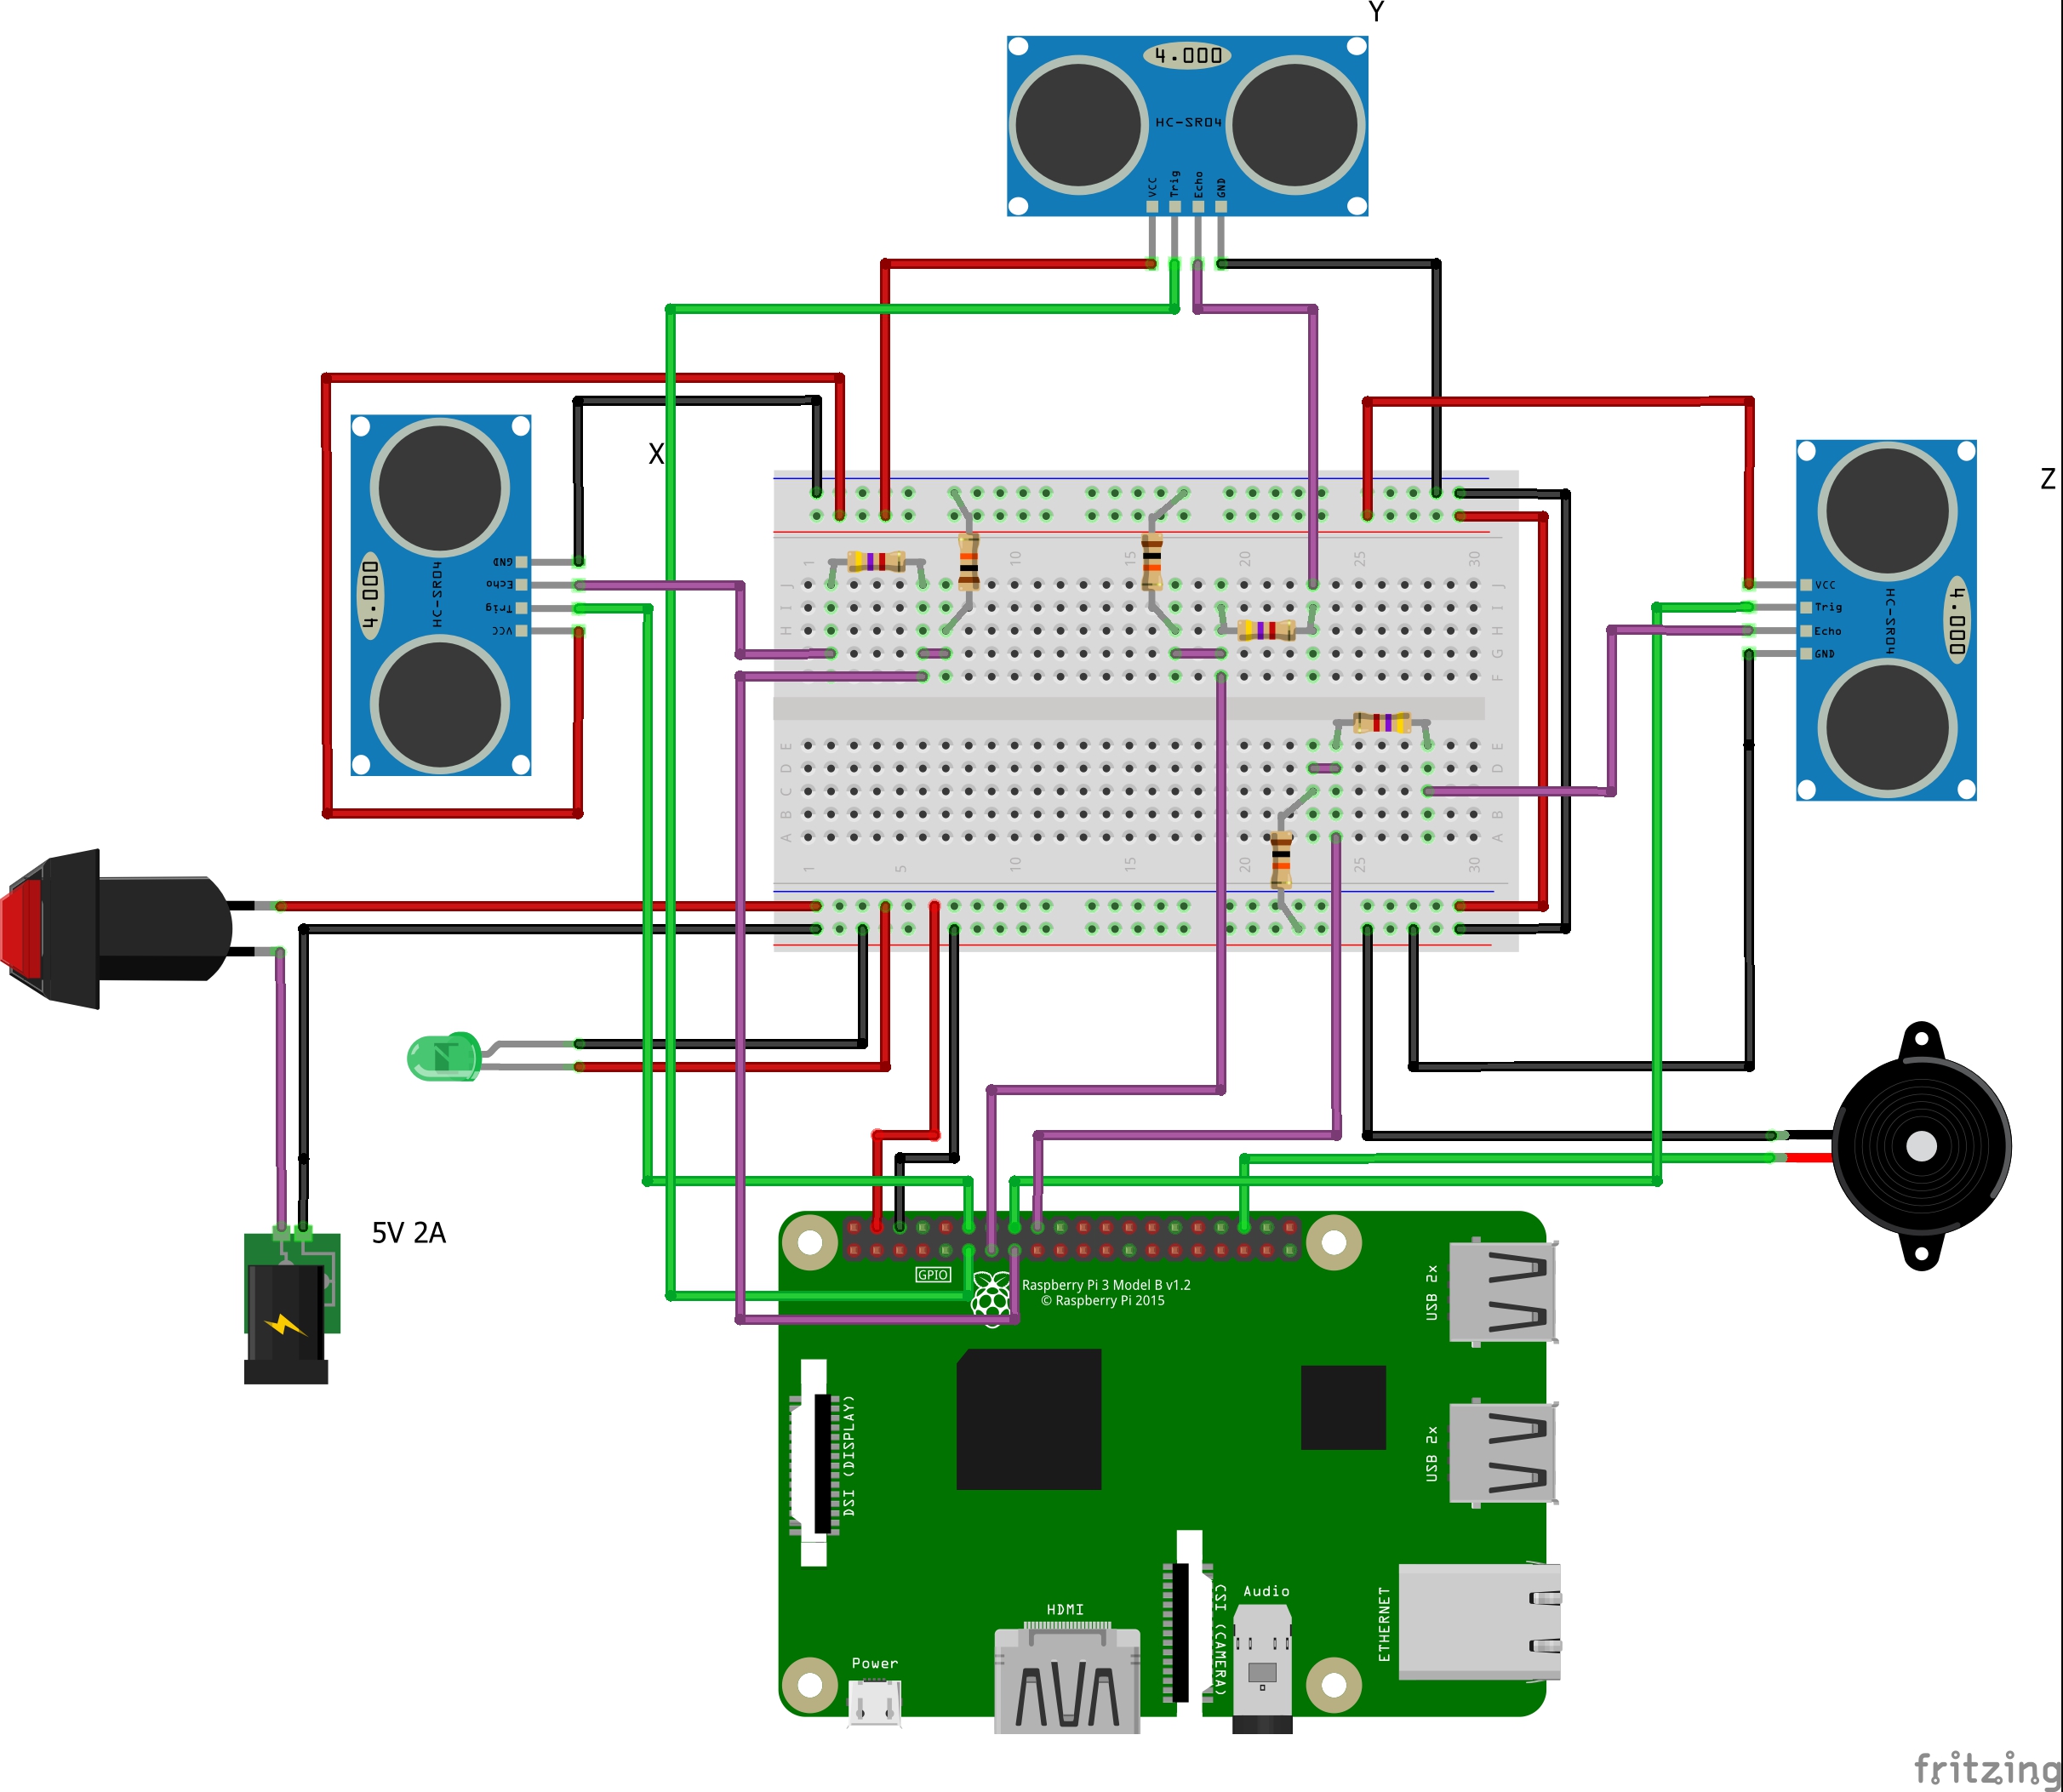 Y
4.000
HC-SR04
VCC
Trig
Echo
GND
X
4.000
HC-SR04
GND
Echo
Trig
VCC
Z
4.000
HC-SR04
VCC
Trig
Echo
GND
1 5 10 15 20 25 30
J J
I I
H H
G G
F F
E E
D D
C C
B B
A A
1 5 10 15 20 25 30
5V 2A
GPIO
Raspberry Pi 3 Model B v1.2
© Raspberry Pi 2015
USB 2x
DSI (DISPLAY)
USB 2x
CSI (CAMERA)
Audio
ETHERNET
HDMI
Power
fritzing